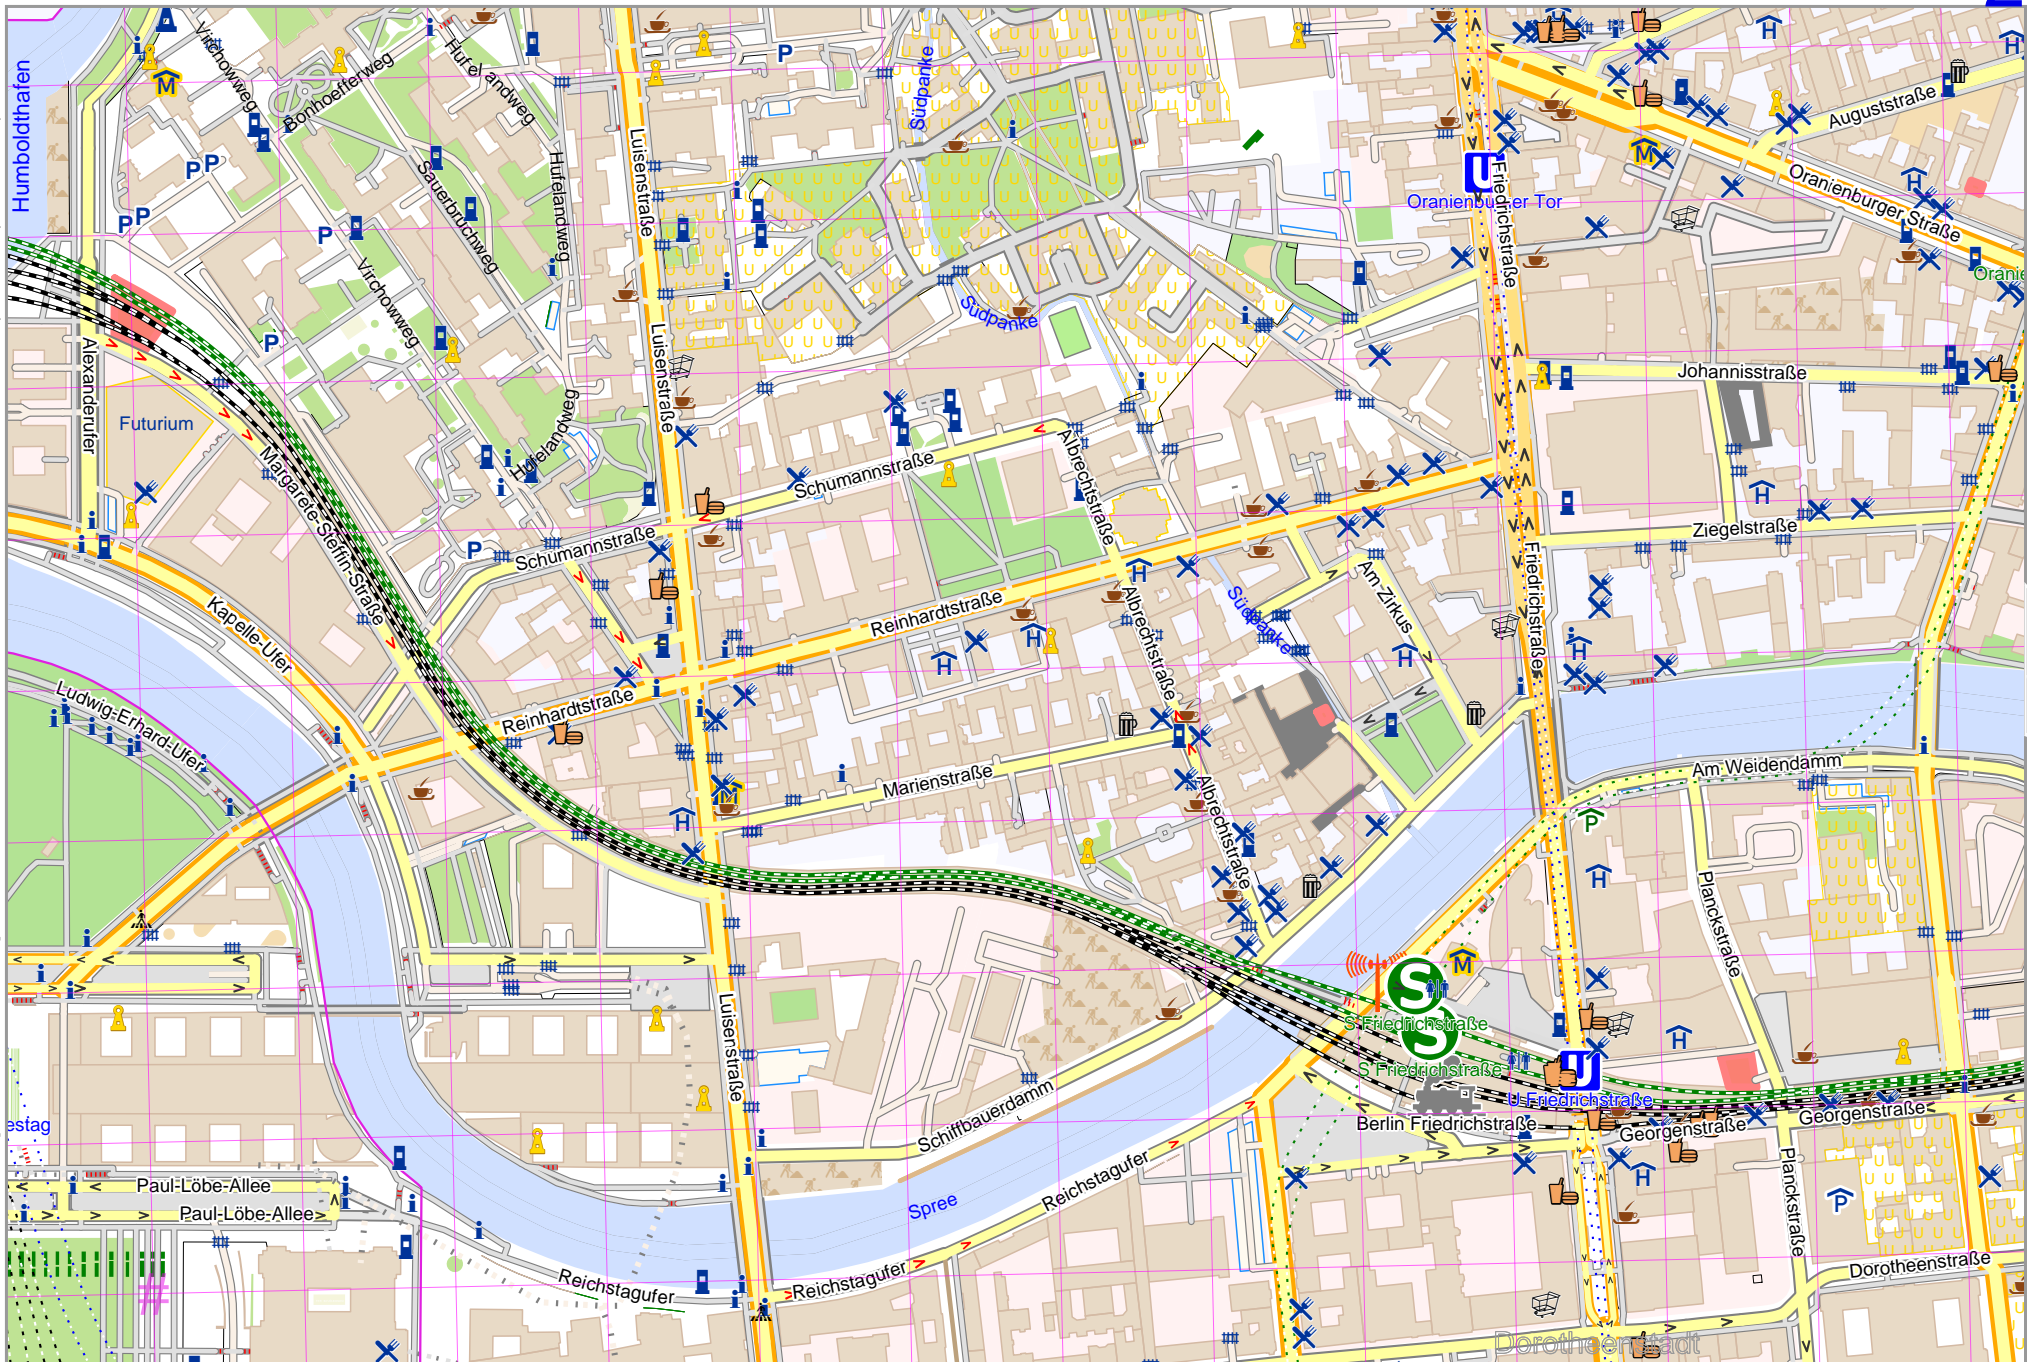 Humboldthafen
Virchowweg
Bonhoefferweg
Hufelandweg
Südpanke
Luisenstraße
Hufelandweg
Sauerbruchweg
Virchowweg
Auguststraße
Oranienburger Straße
Oranienburger Tor
Friedrichstraße
Südpanke
Luisenstraße
Alexanderufer
Futurium
Johannisstraße
Hufelandweg
Margarete-Steffin-Straße
Schumannstraße
Albrechtstraße
Ziegelstraße
Schumannstraße
Friedrichstraße
Am Zirkus
Kapelle-Ufer
Reinhardtstraße
Albrechtstraße
Südpanke
Ludwig-Erhard-Ufer
Reinhardtstraße
Marienstraße
Albrechtstraße
Am Weidendamm
Planckstraße
Luisenstraße
S Friedrichstraße
S Friedrichstraße
U Friedrichstraße
Berlin Friedrichstraße
Georgenstraße
Georgenstraße
Schiffbauerdamm
estag
Reichstagufer
Spree
Paul-Löbe-Allee
Paul-Löbe-Allee
Planckstraße
Dorotheenstraße
Reichstagufer
Reichstagufer
Dorotheenstadt